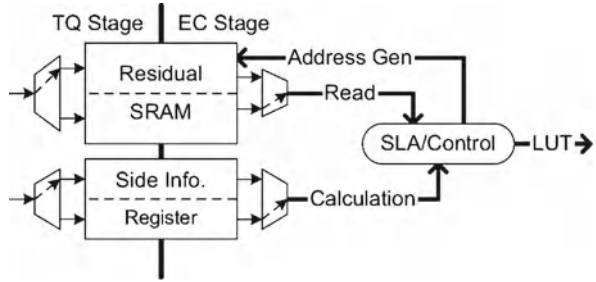 TQ Stage EC Stage
Address Gen
Residual
SRAM
Read
SLA/Control
LUT
Side Info.
Register
Calculation